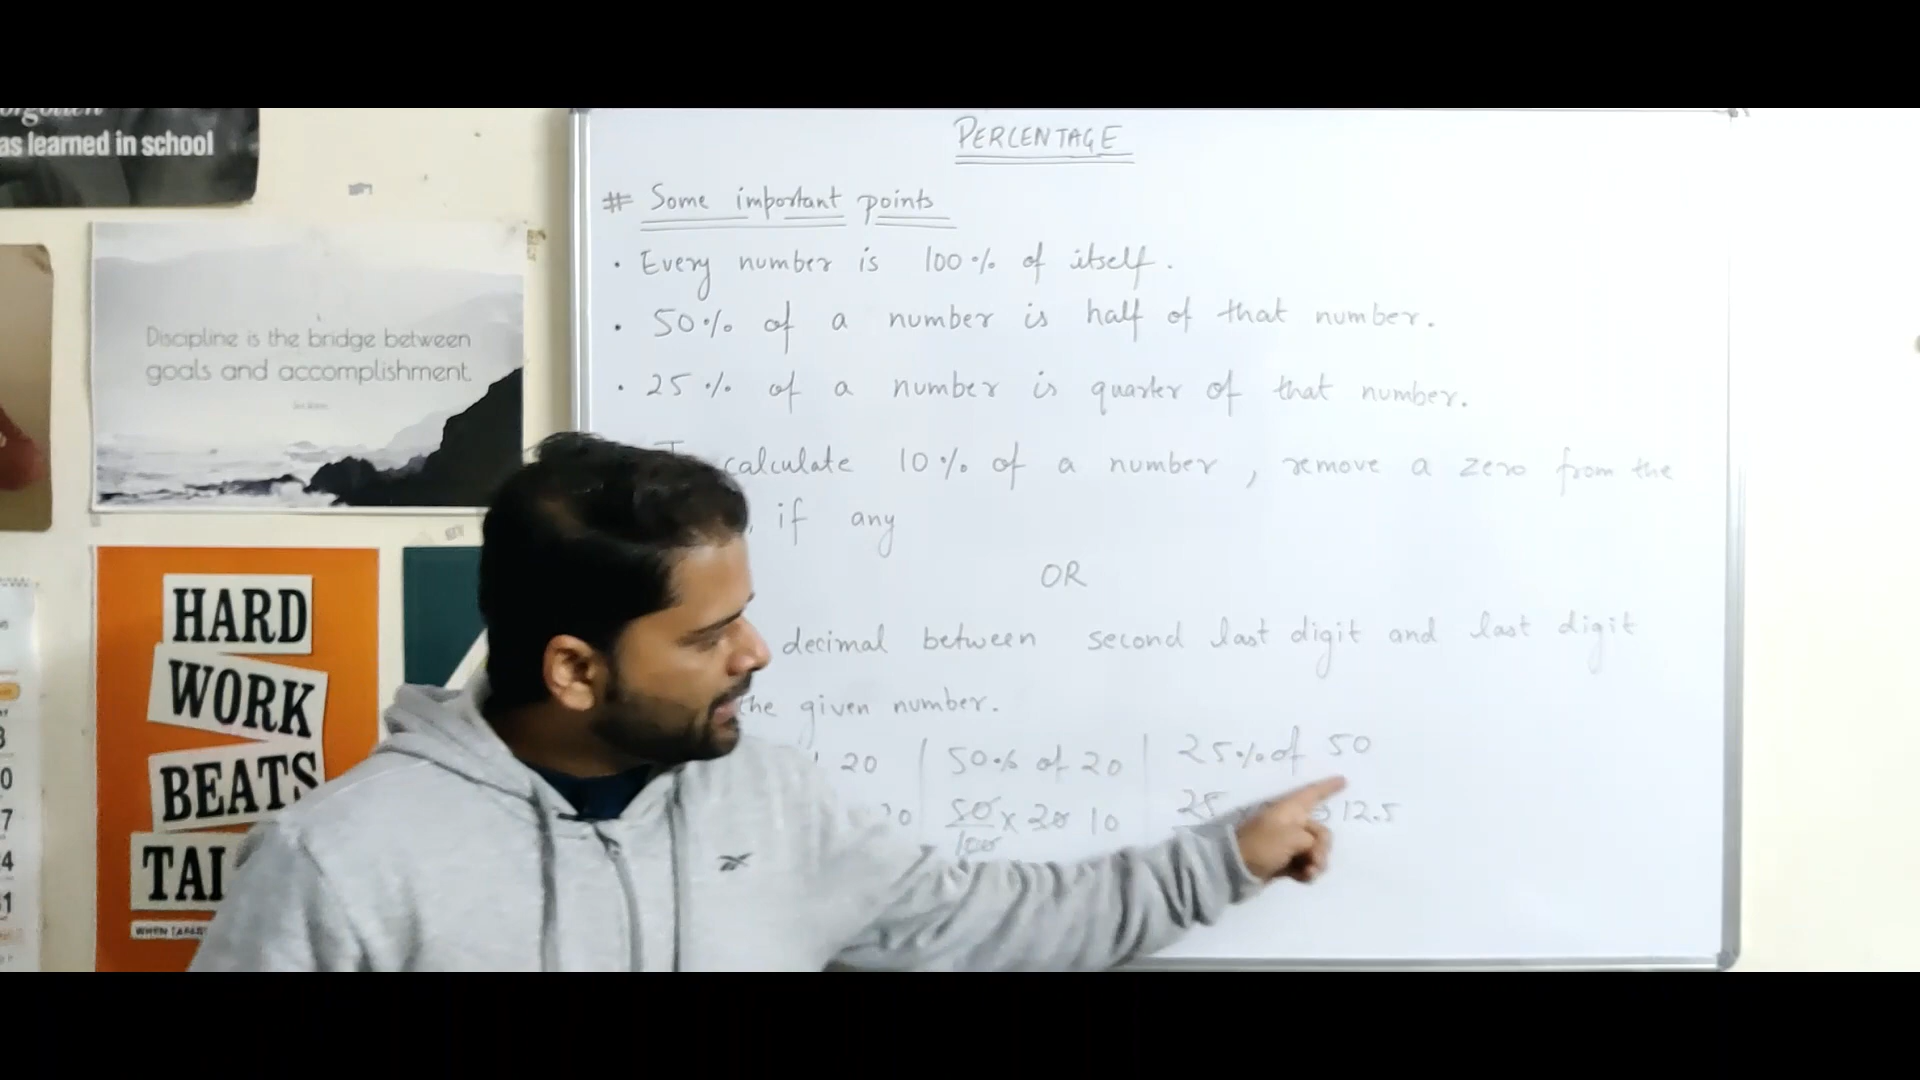 as learned in school
Discipline is the bridge between
goals and accomplishment.
HARD
WORK
BEATS
TAL
PERCENTAGE
# Some important points
• Every number is 100% of itself.
• 50% of a number is half of that number.
• 25% of a number is quarter of that number.
calculate 10% of a number, remove a zero from the
if any
OR
decimal between second last digit and last digit
the given number.
20 | 50% of 20 | 25% of 50
50/100 x 20 10
25
12.5